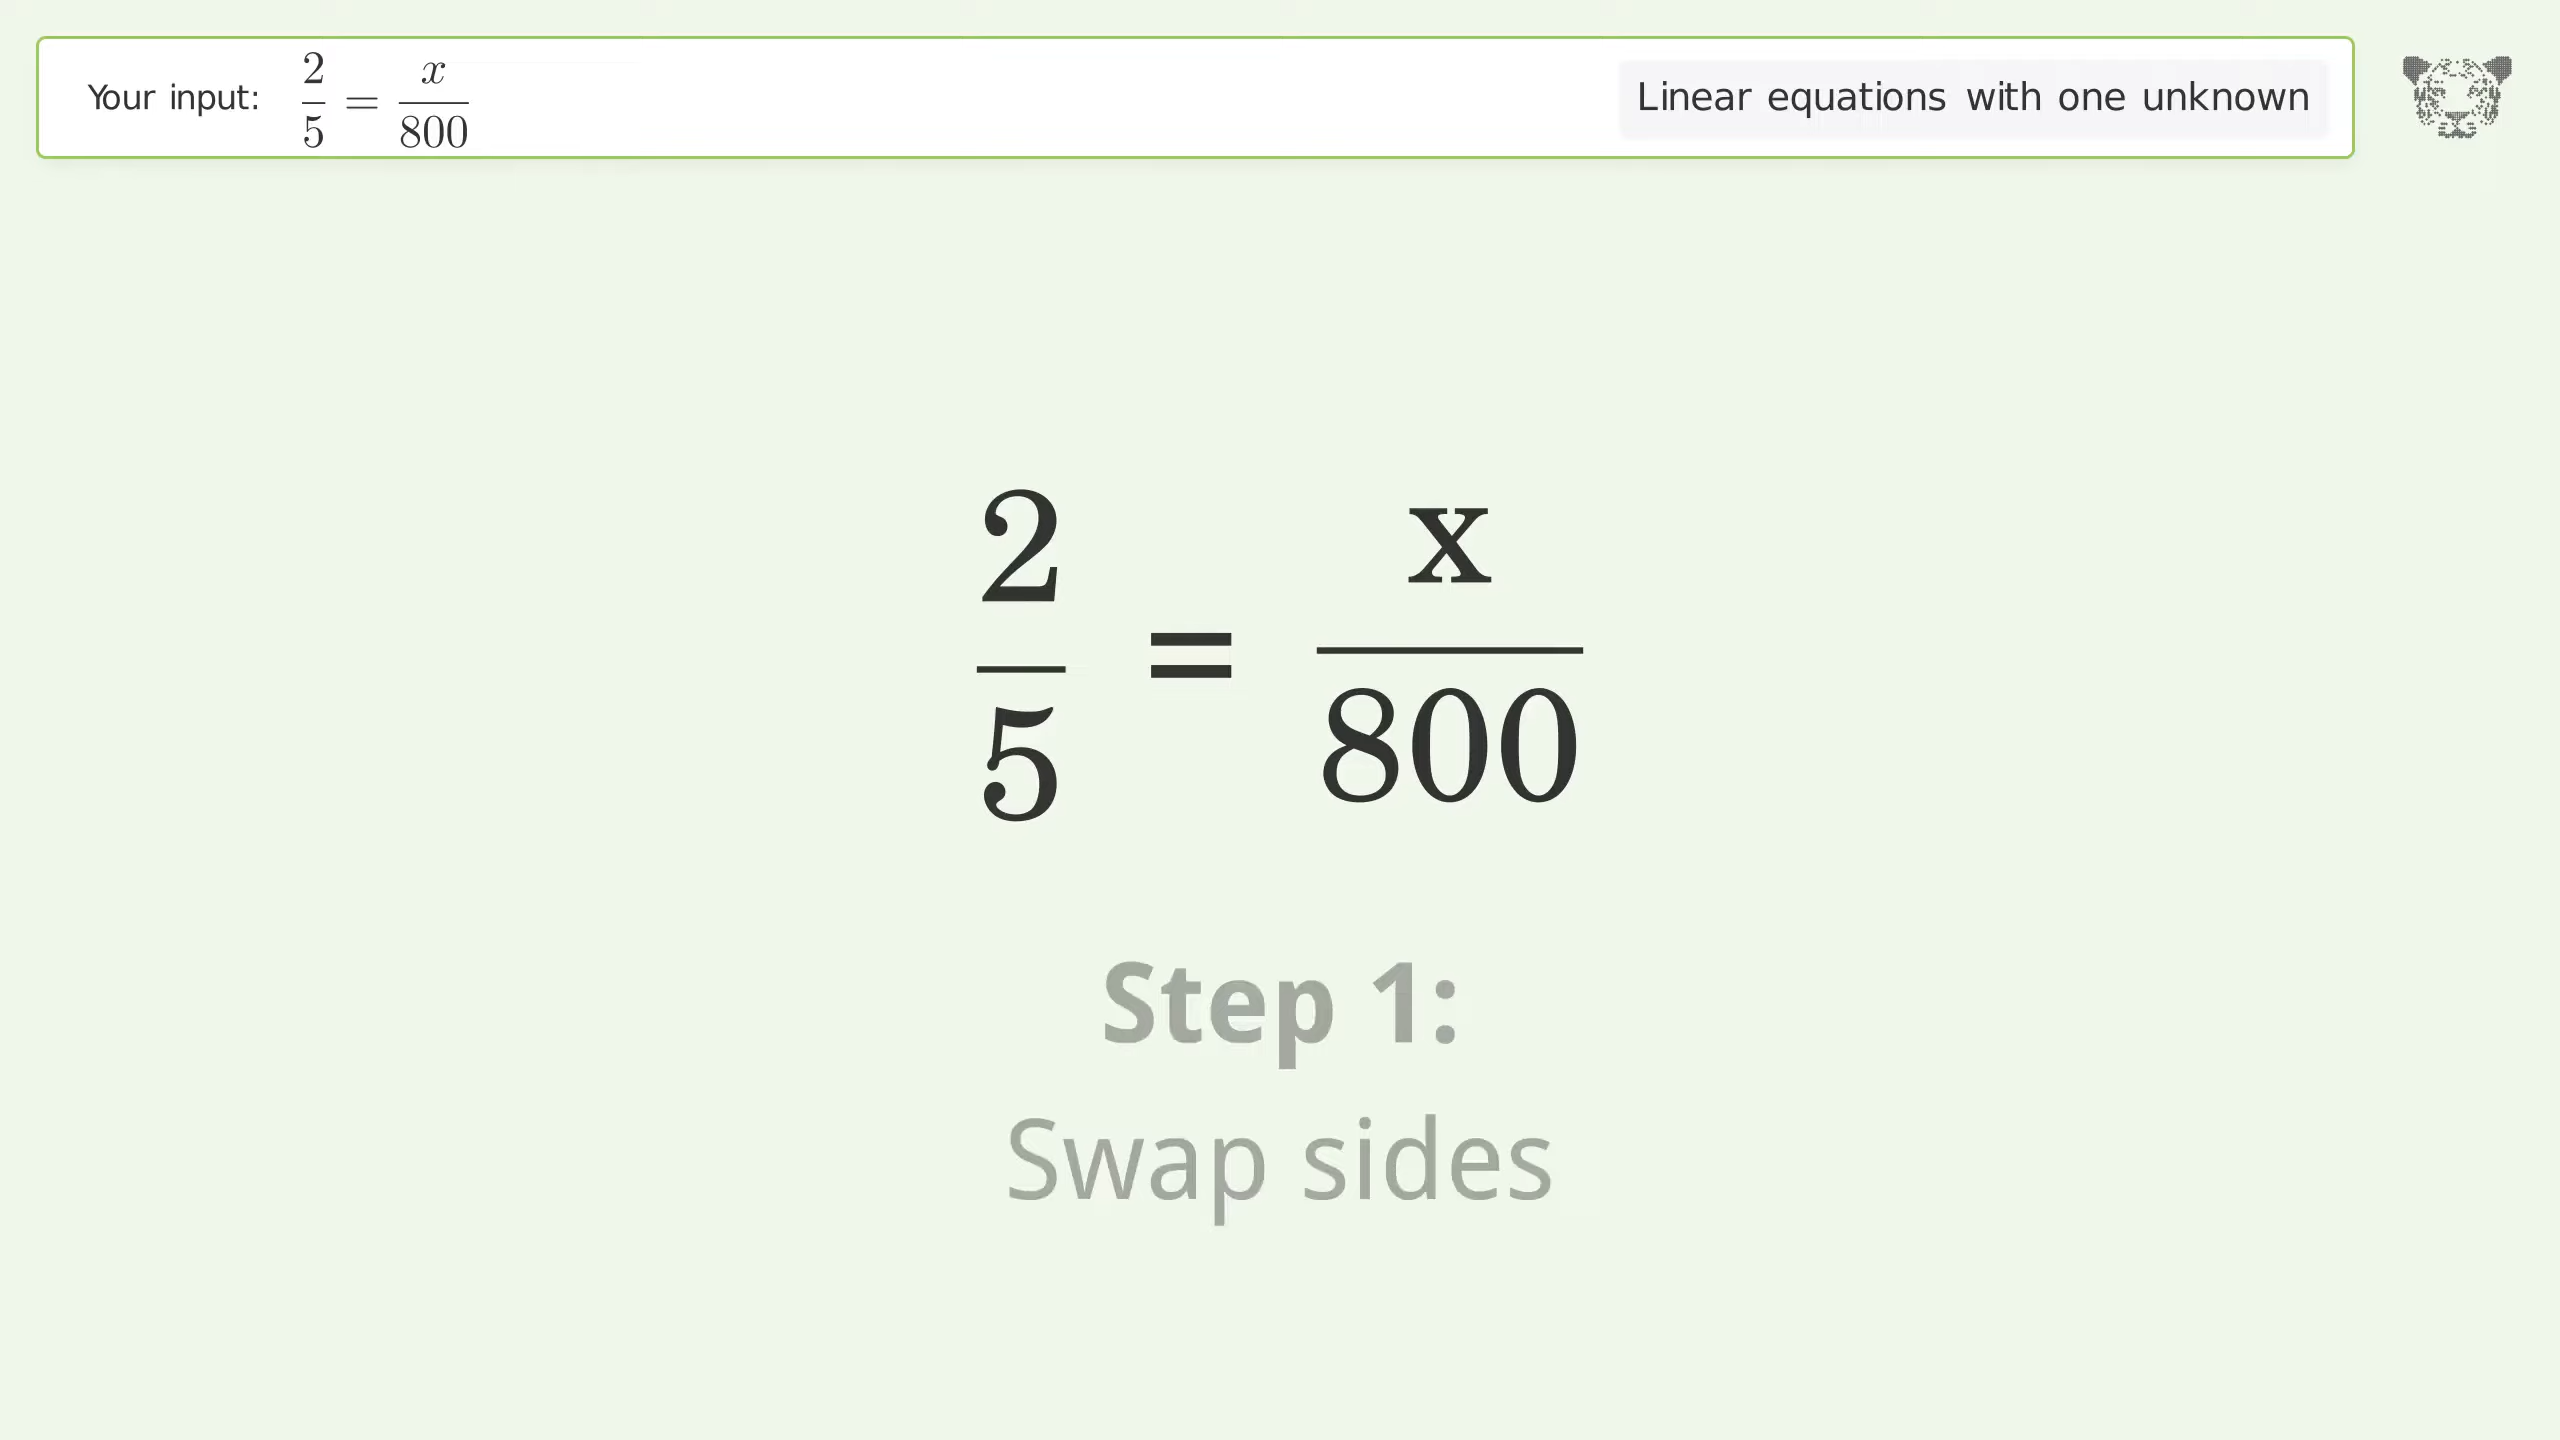 Your input: 2/5 = x/800
Linear equations with one unknown
2/5 = x/800
Step 1:
Swap sides